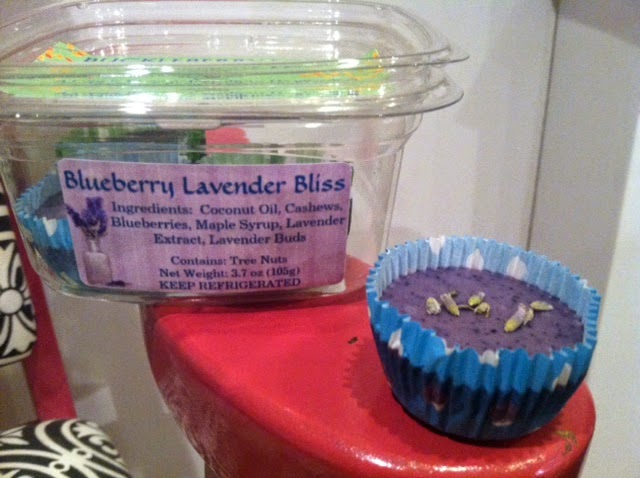 Blueberry Lavender Bliss
Ingredients: Coconut Oil, Cashews,
Blueberries, Maple Syrup, Lavender
Extract, Lavender Buds
Contains: Tree Nuts
Net Weight: 3.7 oz (105g)
KEEP REFRIGERATED